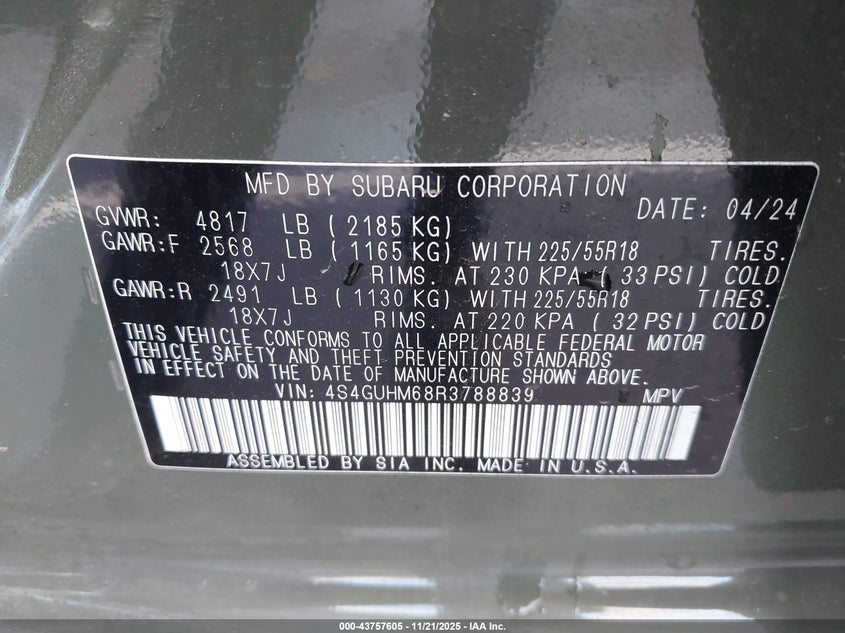 MFD BY SUBARU CORPORATION
DATE: 04/24
GVWR: 4817 LB ( 2185 KG)
GAWR:F 2568 LB ( 1165 KG) WITH 225/55R18 TIRES.
18X7J RIMS. AT 230 KPA ( 33 PSI) COLD
GAWR:R 2491 LB ( 1130 KG) WITH 225/55R18 TIRES.
18X7J RIMS. AT 220 KPA ( 32 PSI) COLD
THIS VEHICLE CONFORMS TO ALL APPLICABLE FEDERAL MOTOR
VEHICLE SAFETY AND THEFT PREVENTION STANDARDS
IN EFFECT ON THE DATE OF MANUFACTURE SHOWN ABOVE.
VIN: 4S4GUHM68R3788839 MPV
ASSEMBLED BY SIA INC. MADE IN U.S.A.
000-43757605 - 11/21/2025 - IAA Inc.